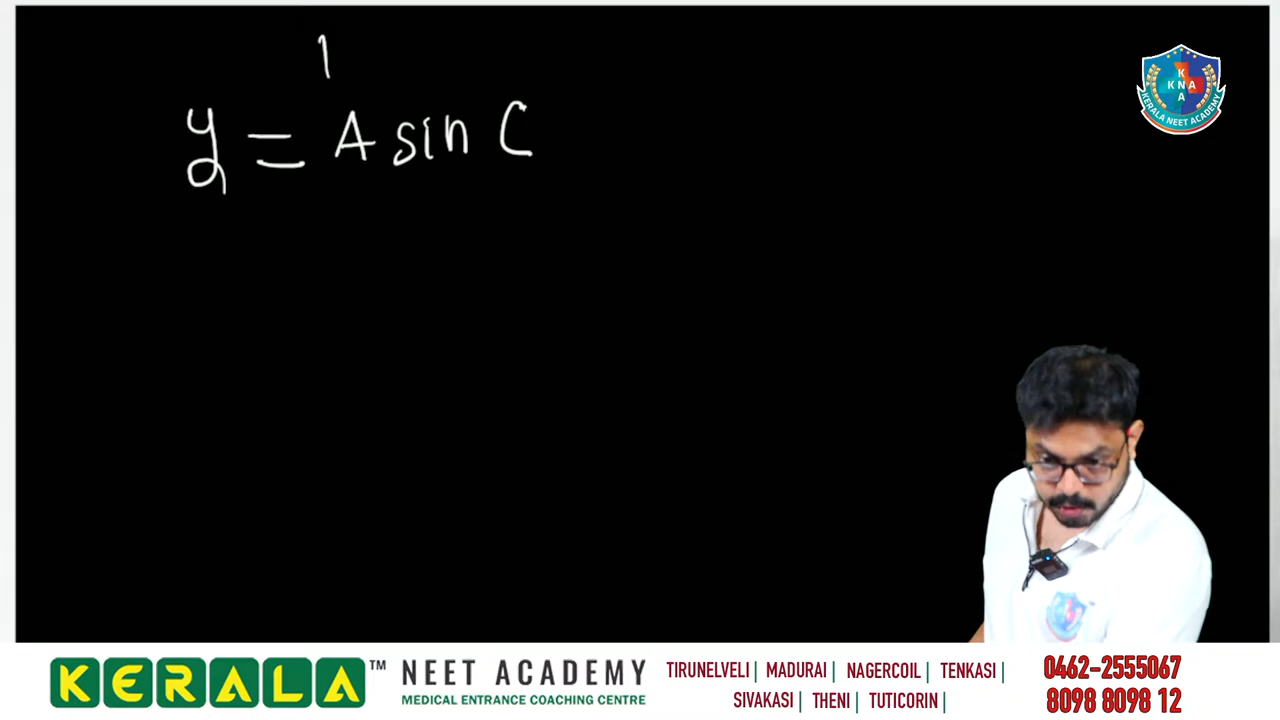 1
y = A sin C
K
KNA
A
KERALA NEET ACADEMY
KERALA™ NEET ACADEMY
MEDICAL ENTRANCE COACHING CENTRE
TIRUNELVELI | MADURAI | NAGERCOIL | TENKASI |
SIVAKASI | THENI | TUTICORIN |
0462-2555067
8098 8098 12